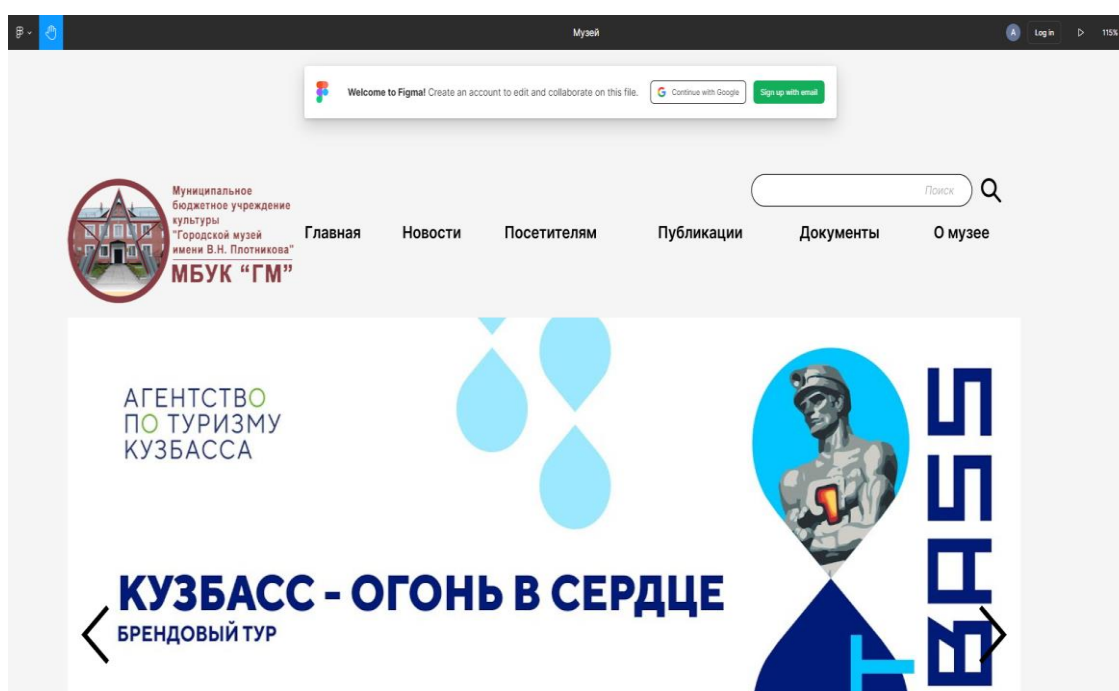 Музей
A
Log in
115%
Welcome to Figma! Create an account to edit and collaborate on this file.
G Continue with Google
Sign up with email
Муниципальное
бюджетное учреждение
культуры
"Городской музей
имени В.Н. Плотникова"
МБУК “ГМ”
Поиск
Главная
Новости
Посетителям
Публикации
Документы
О музее
АГЕНТСТВО
ПО ТУРИЗМУ
КУЗБАССА
КУЗБАСС - ОГОНЬ В СЕРДЦЕ
БРЕНДОВЫЙ ТУР
BASS
T